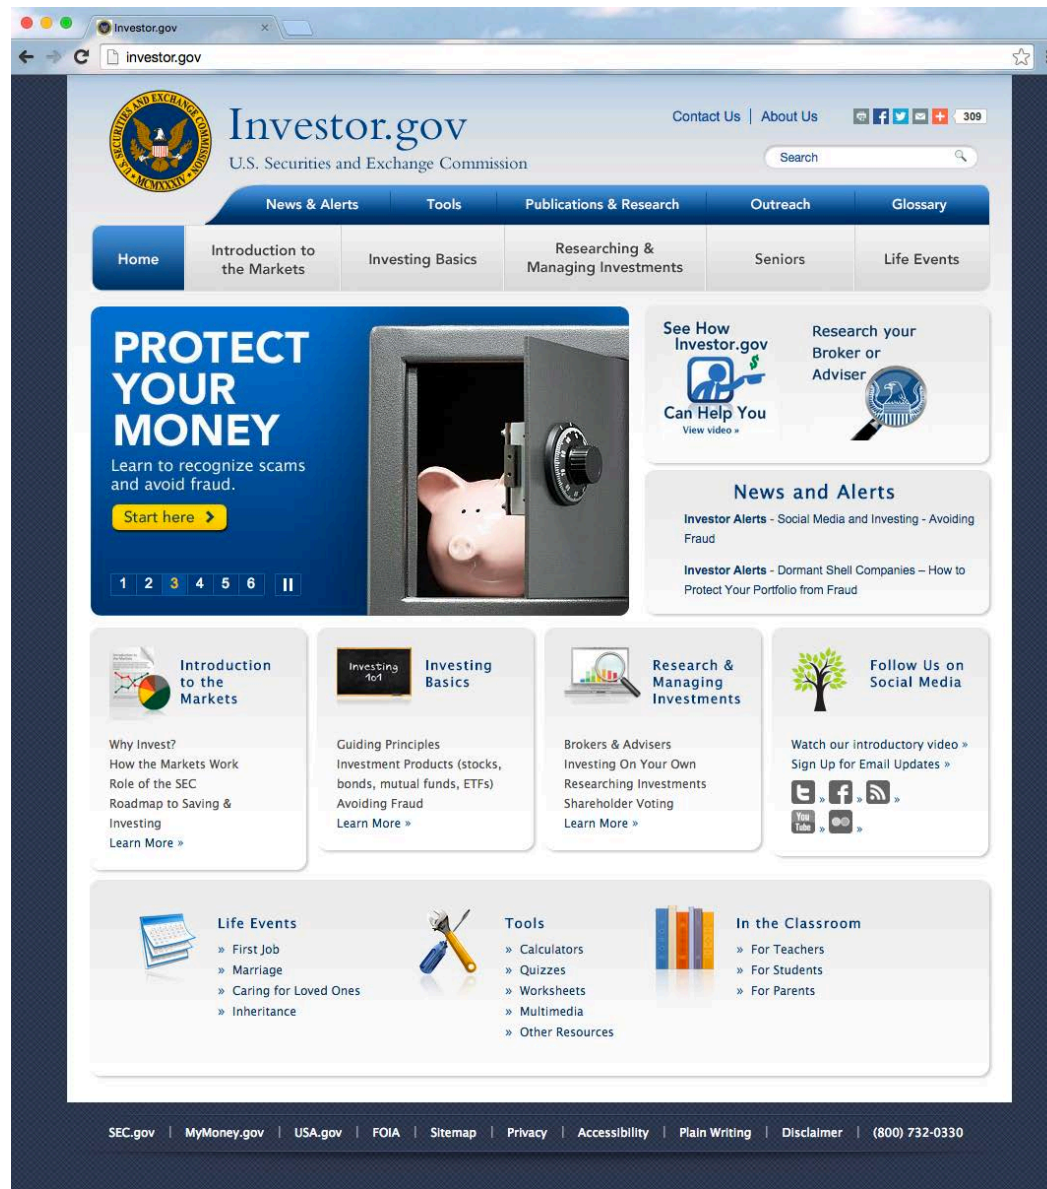 Investor.gov
investor.gov
SECURITIES AND EXCHANGE COMMISSION
U.S.
MCMXXXIV
Investor.gov
U.S. Securities and Exchange Commission
Contact Us | About Us
309
Search
News & Alerts Tools Publications & Research Outreach Glossary
Home
Introduction to
the Markets
Investing Basics
Researching &
Managing Investments
Seniors
Life Events
PROTECT
YOUR
MONEY
Learn to recognize scams
and avoid fraud.
Start here
1 2 3 4 5 6
See How
Investor.gov
$
Can Help You
View video »
Research your
Broker or
Adviser
News and Alerts
Investor Alerts - Social Media and Investing - Avoiding
Fraud
Investor Alerts - Dormant Shell Companies – How to
Protect Your Portfolio from Fraud
Introduction
to the
Markets
Why Invest?
How the Markets Work
Role of the SEC
Roadmap to Saving &
Investing
Learn More »
Investing
101
Investing
Basics
Guiding Principles
Investment Products (stocks,
bonds, mutual funds, ETFs)
Avoiding Fraud
Learn More »
Research &
Managing
Investments
Brokers & Advisers
Investing On Your Own
Researching Investments
Shareholder Voting
Learn More »
Follow Us on
Social Media
Watch our introductory video »
Sign Up for Email Updates »
» » »
You
Tube » »
Life Events
» First Job
» Marriage
» Caring for Loved Ones
» Inheritance
Tools
» Calculators
» Quizzes
» Worksheets
» Multimedia
» Other Resources
In the Classroom
» For Teachers
» For Students
» For Parents
SEC.gov | MyMoney.gov | USA.gov | FOIA | Sitemap | Privacy | Accessibility | Plain Writing | Disclaimer | (800) 732-0330